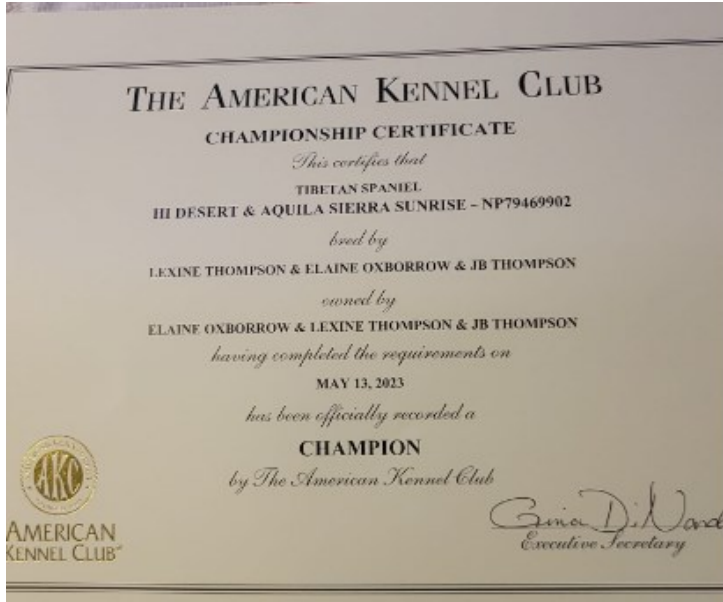 THE AMERICAN KENNEL CLUB
CHAMPIONSHIP CERTIFICATE
This certifies that
TIBETAN SPANIEL
III DESERT & AQUILA SIERRA SUNRISE – NP79469902
bred by
LEXINE THOMPSON & ELAINE OXBORROW & JB THOMPSON
owned by
ELAINE OXBORROW & LEXINE THOMPSON & JB THOMPSON
having completed the requirements on
MAY 13, 2023
has been officially recorded a
CHAMPION
by The American Kennel Club
AKC
AMERICAN
KENNEL CLUB
Gina DiNard
Executive Secretary